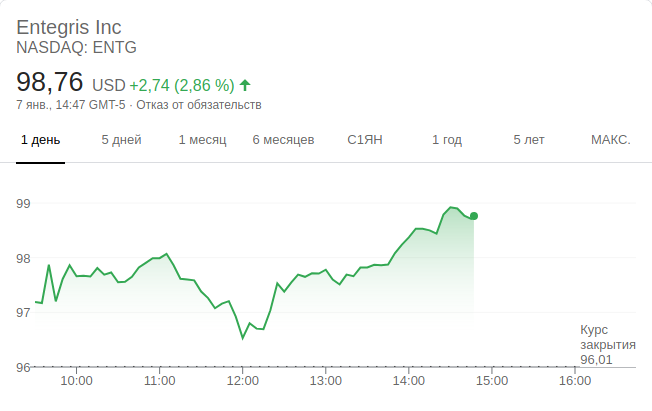 Entegris Inc
NASDAQ: ENTG
98,76 USD +2,74 (2,86 %)
7 янв., 14:47 GMT-5 · Отказ от обязательств
1 день 5 дней 1 месяц 6 месяцев С1ЯН 1 год 5 лет МАКС.
99
98
97
Курс
закрытия
96,01
96
10:00 11:00 12:00 13:00 14:00 15:00 16:00